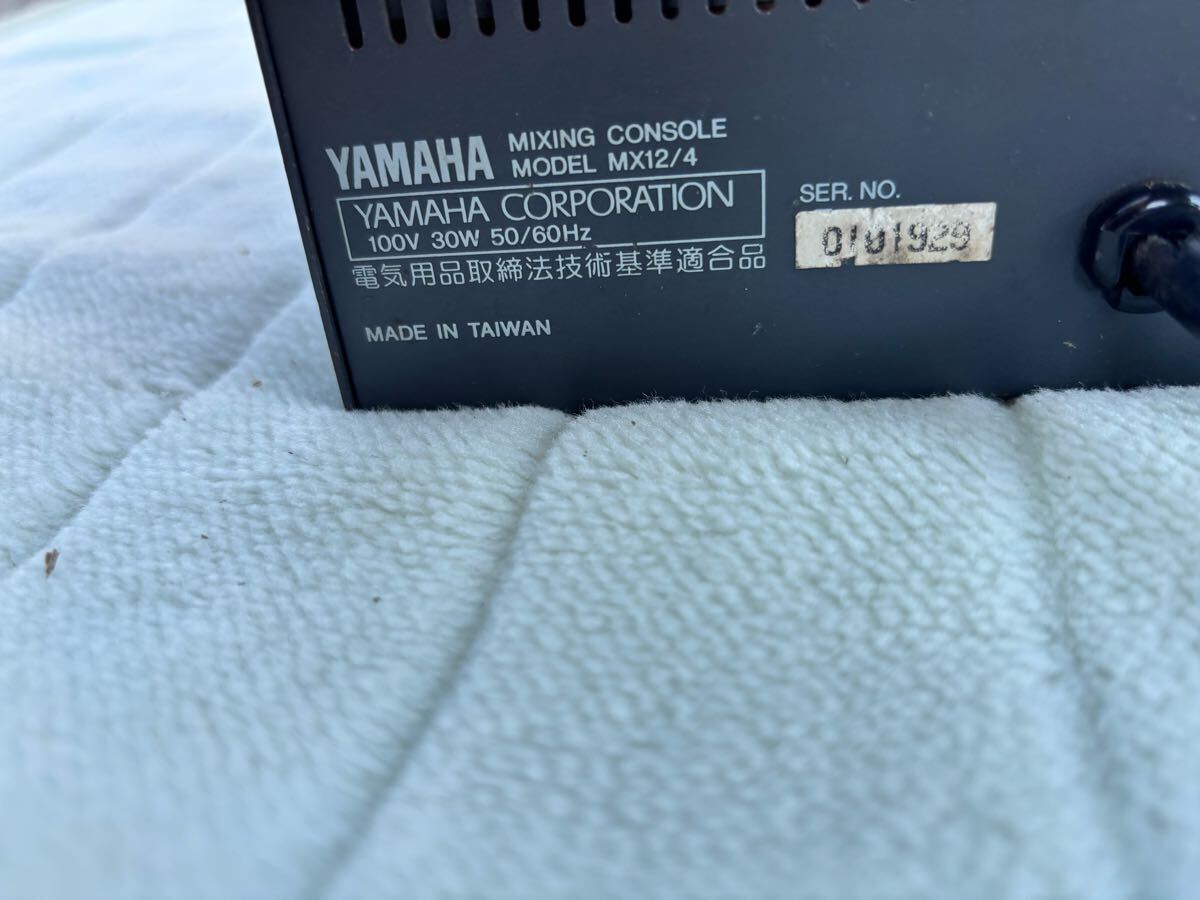 YAMAHA MIXING CONSOLE
MODEL MX12/4
YAMAHA CORPORATION
100V 30W 50/60Hz
電気用品取締法技術基準適合品
MADE IN TAIWAN
SER. NO.
0101929